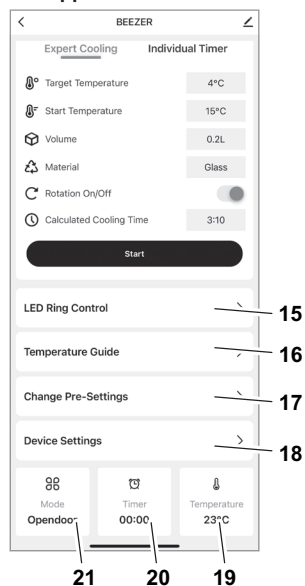 BEEZER
Expert Cooling Individual Timer
Target Temperature 4°C
Start Temperature 15°C
Volume 0.2L
Material Glass
Rotation On/Off
Calculated Cooling Time 3:10
Start
LED Ring Control
15
Temperature Guide
16
Change Pre-Settings
17
Device Settings
18
Mode Timer Temperature
Opendoor 00:00 23°C
21 20 19